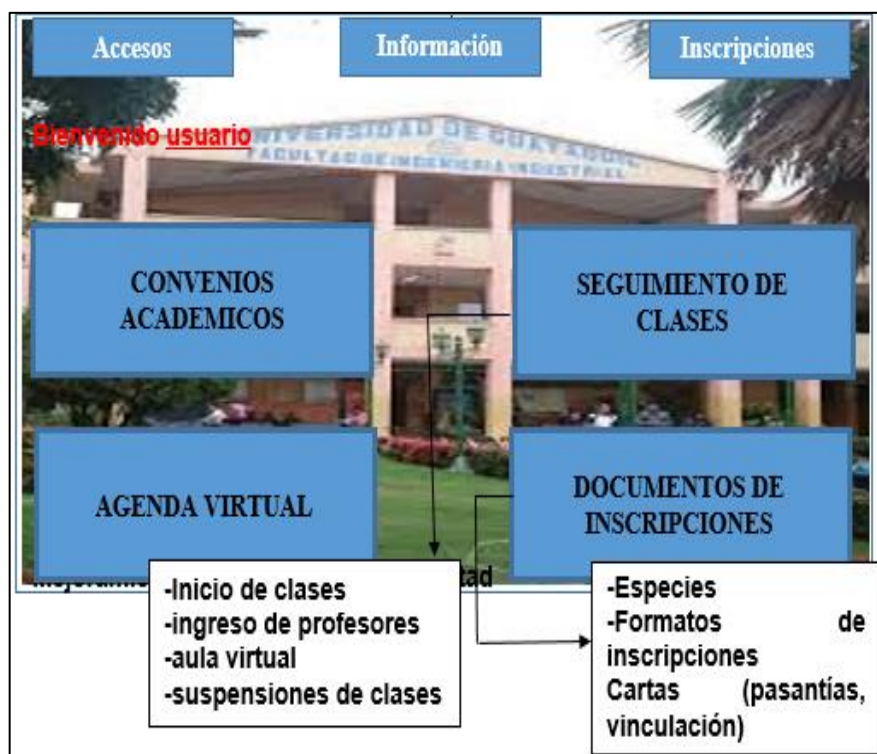 Accesos
Información
Inscripciones
Bienvenido usuario
UNIVERSIDAD DE GUAYAQUIL
FACULTAD DE INGENIERIA INDUSTRIAL
CONVENIOS
ACADEMICOS
SEGUIMIENTO DE
CLASES
AGENDA VIRTUAL
DOCUMENTOS DE
INSCRIPCIONES
-Inicio de clases
-ingreso de profesores
-aula virtual
-suspensiones de clases
-Especies
-Formatos de
inscripciones
Cartas (pasantías,
vinculación)